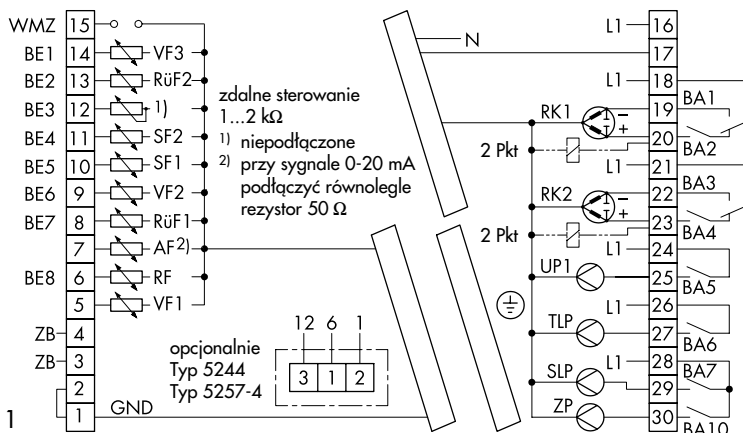 WMZ 15
BE1 14 VF3
BE2 13 RüF2
BE3 12 1)
BE4 11 SF2
BE5 10 SF1
BE6 9 VF2
BE7 8 RüF1
7 AF2)
BE8 6 RF
5 VF1
ZB 4
ZB 3
2
1 GND
1
zdalne sterowanie
1...2 kΩ
1) niepodłączone
2) przy sygnale 0-20 mA
podłączyć równolegle
rezystor 50 Ω
opcjonalnie
Typ 5244
Typ 5257-4
12 6 1
3 1 2
N
L1 16
17
L1 18
RK1 – 19 BA1
+ 20
2 Pkt BA2
L1 21
RK2 – 22 BA3
+ 23
2 Pkt BA4
L1 24
UP1 25 BA5
L1 26
TLP 27 BA6
L1 28
BA7
SLP 29
ZP 30 BA10